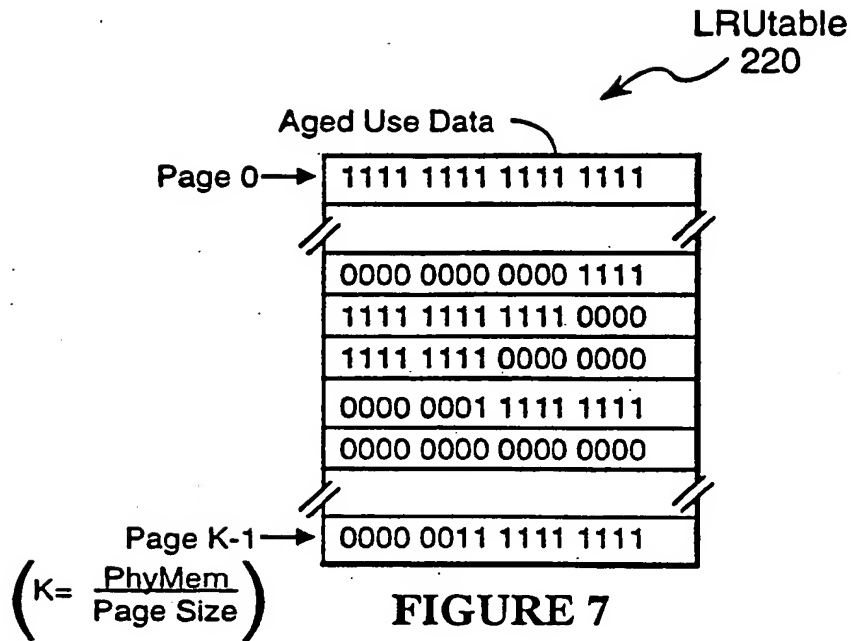 LRUtable
220
Aged Use Data
Page 0
1111 1111 1111 1111
0000 0000 0000 1111
1111 1111 1111 0000
1111 1111 0000 0000
0000 0001 1111 1111
0000 0000 0000 0000
Page K-1
0000 0011 1111 1111
(K= PhyMem
Page Size)
FIGURE 7